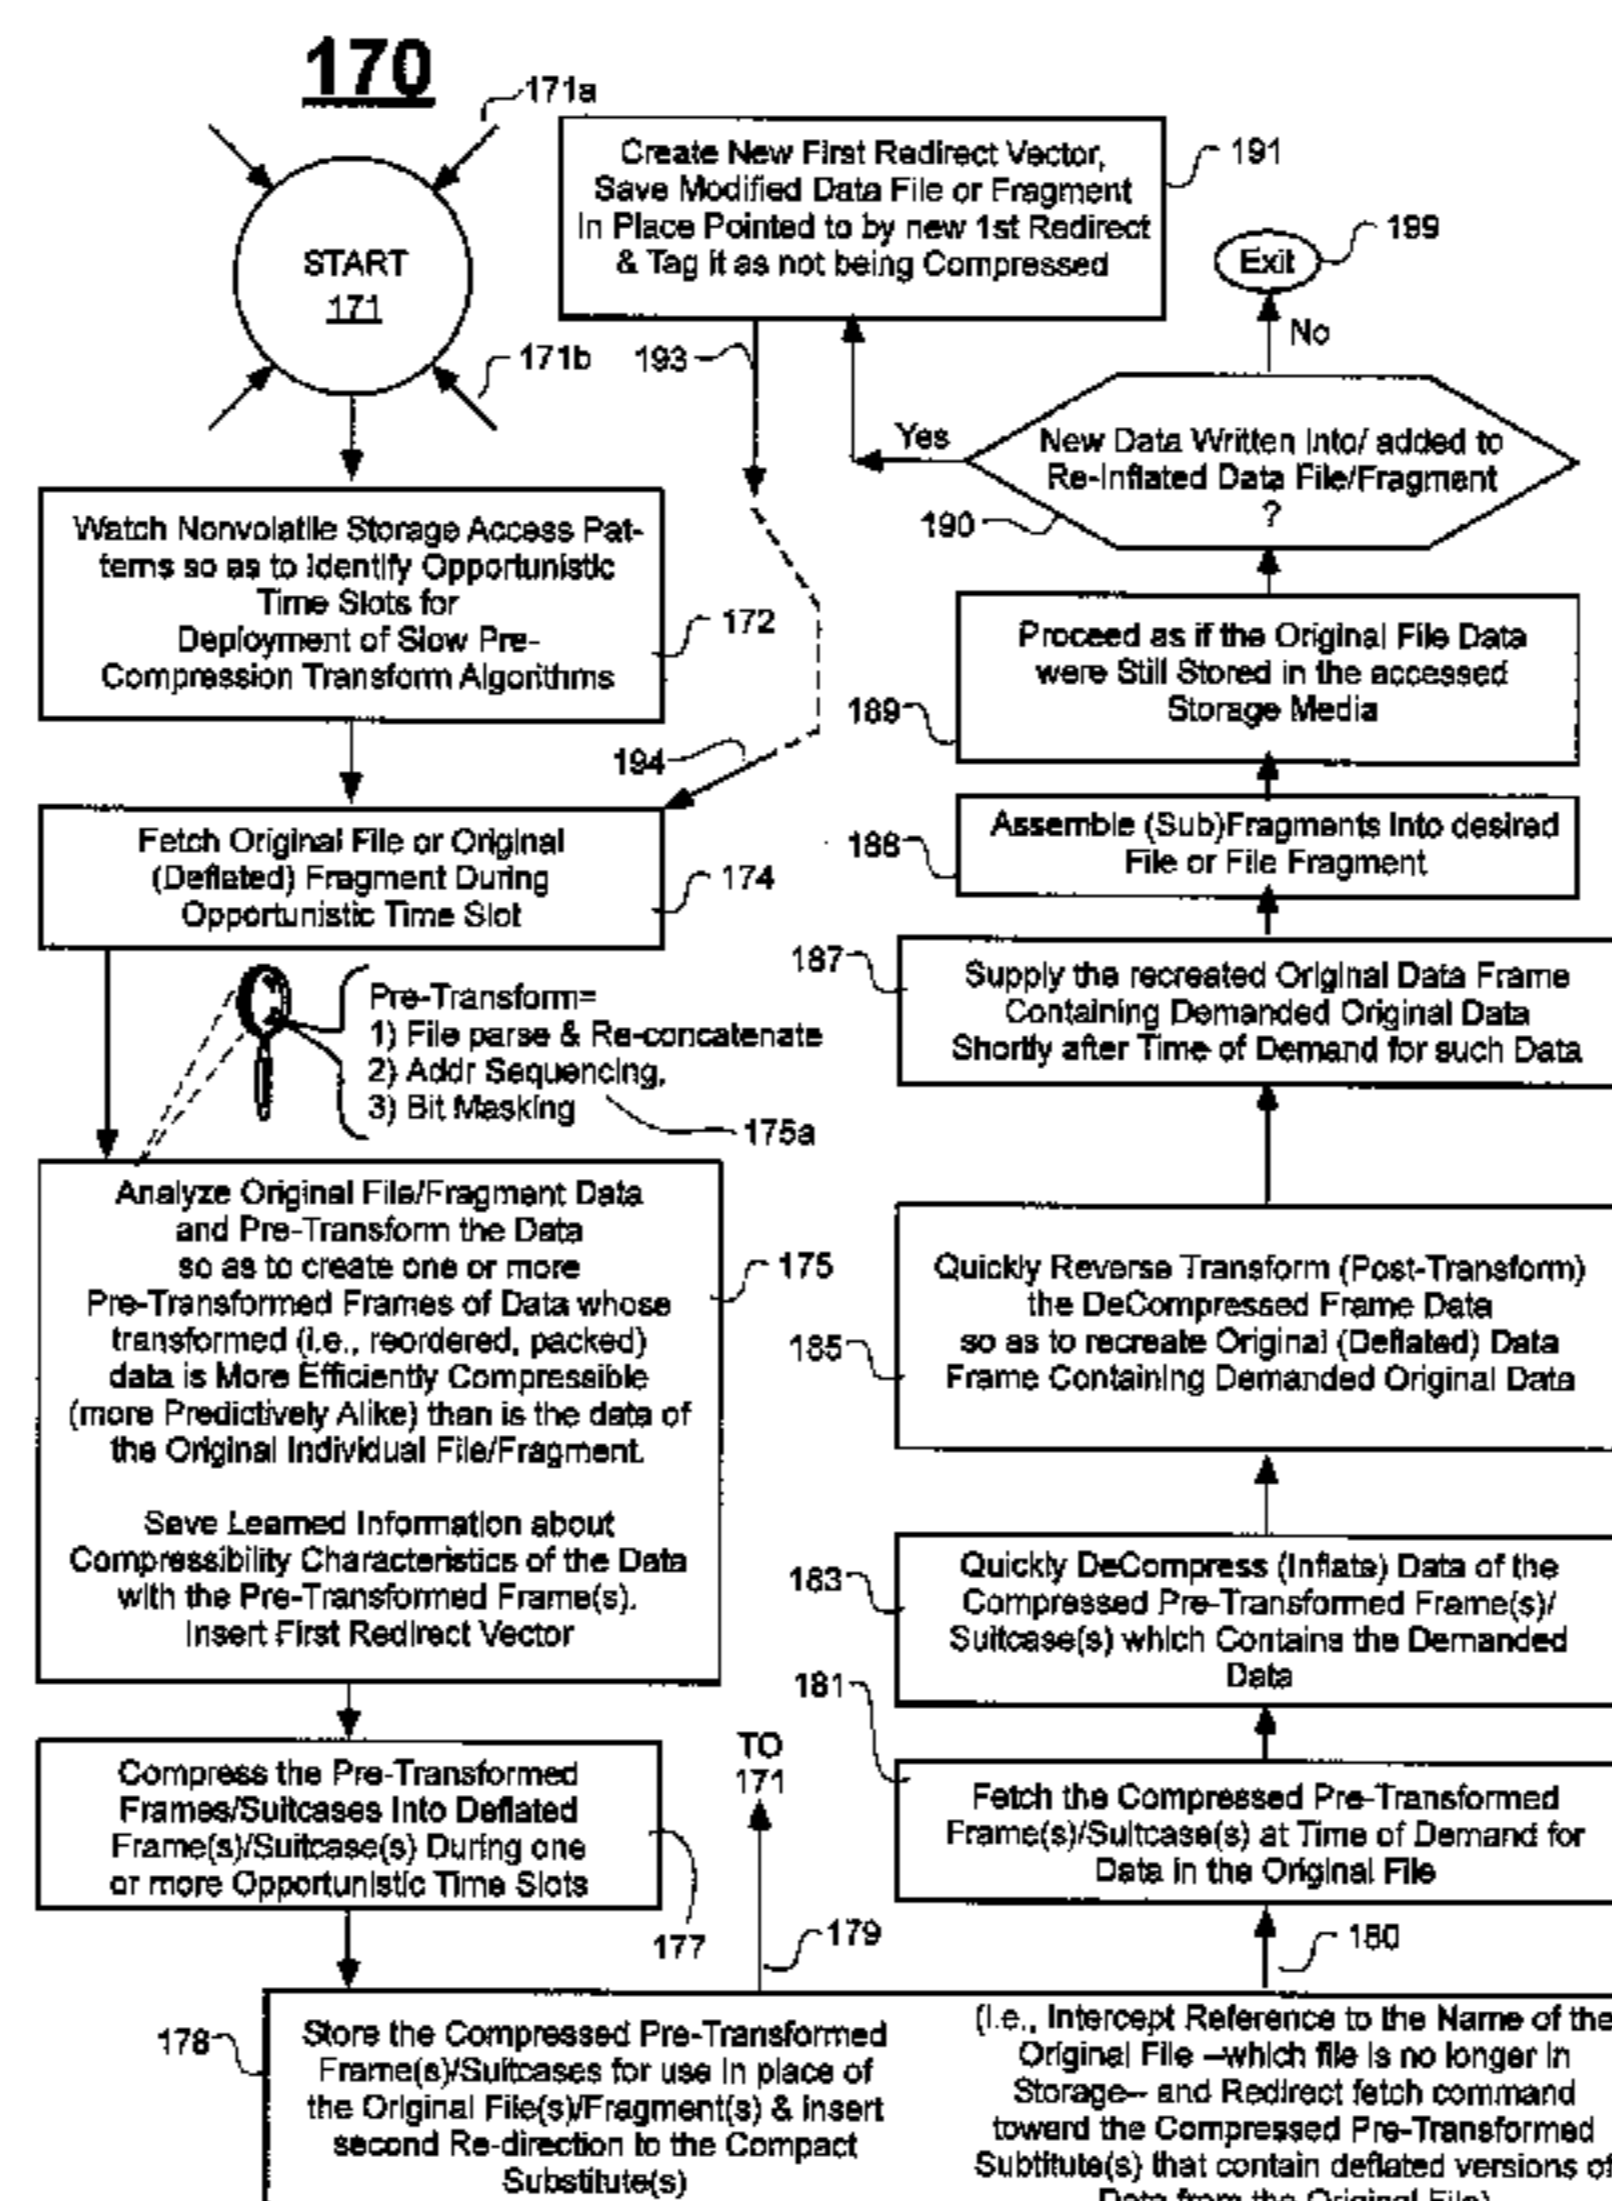 170
171a
START
171
171b
Watch Nonvolatile Storage Access Pat-
terns so as to Identify Opportunistic
Time Slots for
Deployment of Slow Pre-
Compression Transform Algorithms
172
Fetch Original File or Original
(Deflated) Fragment During
Opportunistic Time Slot
174
Pre-Transform=
1) File parse & Re-concatenate
2) Addr Sequencing,
3) Bit Masking
175a
Analyze Original File/Fragment Data
and Pre-Transform the Data
so as to create one or more
Pre-Transformed Frames of Data whose
transformed (i.e., reordered, packed)
data is More Efficiently Compressible
(more Predictively Alike) than is the data of
the Original Individual File/Fragment.
Save Learned Information about
Compressibility Characteristics of the Data
with the Pre-Transformed Frame(s).
Insert First Redirect Vector
175
Compress the Pre-Transformed
Frames/Suitcases Into Deflated
Frame(s)/Suitcase(s) During one
or more Opportunistic Time Slots
177
178
Store the Compressed Pre-Transformed
Frame(s)/Suitcases for use In place of
the Original File(s)/Fragment(s) & insert
second Re-direction to the Compact
Substitute(s)
TO
171
179
180
(I.e., Intercept Reference to the Name of the
Original File --which file is no longer in
Storage-- and Redirect fetch command
toward the Compressed Pre-Transformed
Subtitute(s) that contain deflated versions of
Data from the Original File)
181
Fetch the Compressed Pre-Transformed
Frame(s)/Suitcase(s) at Time of Demand for
Data in the Original File
183
Quickly DeCompress (Inflate) Data of the
Compressed Pre-Transformed Frame(s)/
Suitcase(s) which Contains the Demanded
Data
185
Quickly Reverse Transform (Post-Transform)
the DeCompressed Frame Data
so as to recreate Original (Deflated) Data
Frame Containing Demanded Original Data
187
Supply the recreated Original Data Frame
Containing Demanded Original Data
Shortly after Time of Demand for such Data
188
Assemble (Sub)Fragments Into desired
File or File Fragment
189
Proceed as if the Original File Data
were Still Stored in the accessed
Storage Media
190
New Data Written Into/ added to
Re-Inflated Data File/Fragment
?
No
Exit
199
Yes
Create New First Redirect Vector,
Save Modified Data File or Fragment
In Place Pointed to by new 1st Redirect
& Tag It as not being Compressed
191
193
194